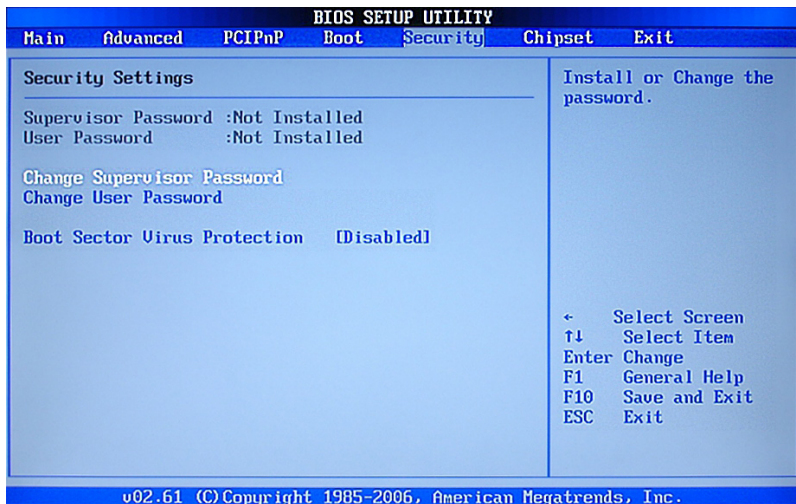 BIOS SETUP UTILITY
Main Advanced PCIPnP Boot Security Chipset Exit
Security Settings
Supervisor Password :Not Installed
User Password :Not Installed
Change Supervisor Password
Change User Password
Boot Sector Virus Protection [Disabled]
Install or Change the
password.
← Select Screen
↑↓ Select Item
Enter Change
F1 General Help
F10 Save and Exit
ESC Exit
v02.61 (C)Copyright 1985-2006, American Megatrends, Inc.